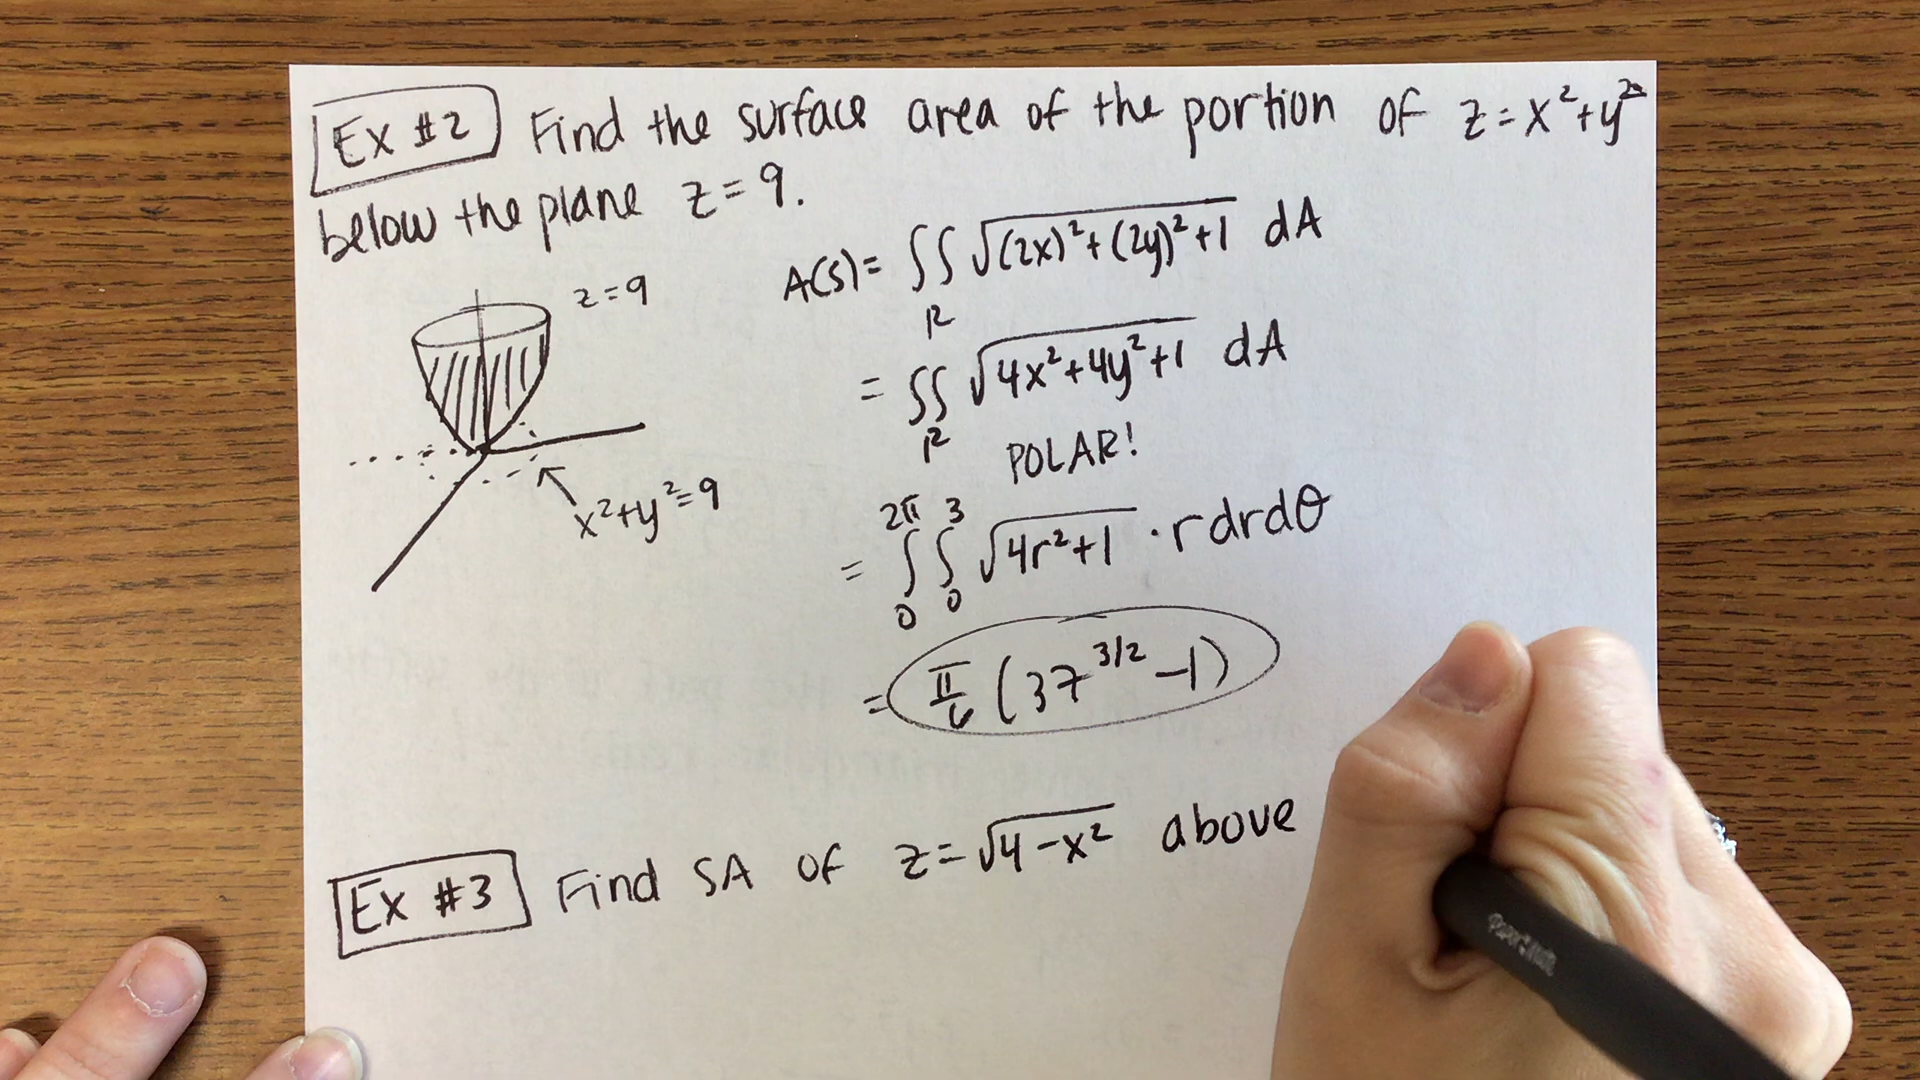 Ex #2 Find the surface area of the portion of z = x²+y²
below the plane z = 9.
z = 9
x²+y² = 9
A(S) = ∬ √(2x)²+(2y)²+1 dA
R
= ∬ √4x²+4y²+1 dA
R
POLAR!
2π 3
= ∫ ∫ √4r²+1 · r dr dθ
0 0
= π/6 (37^3/2 −1)
Ex #3 Find SA of z = √4−x² above